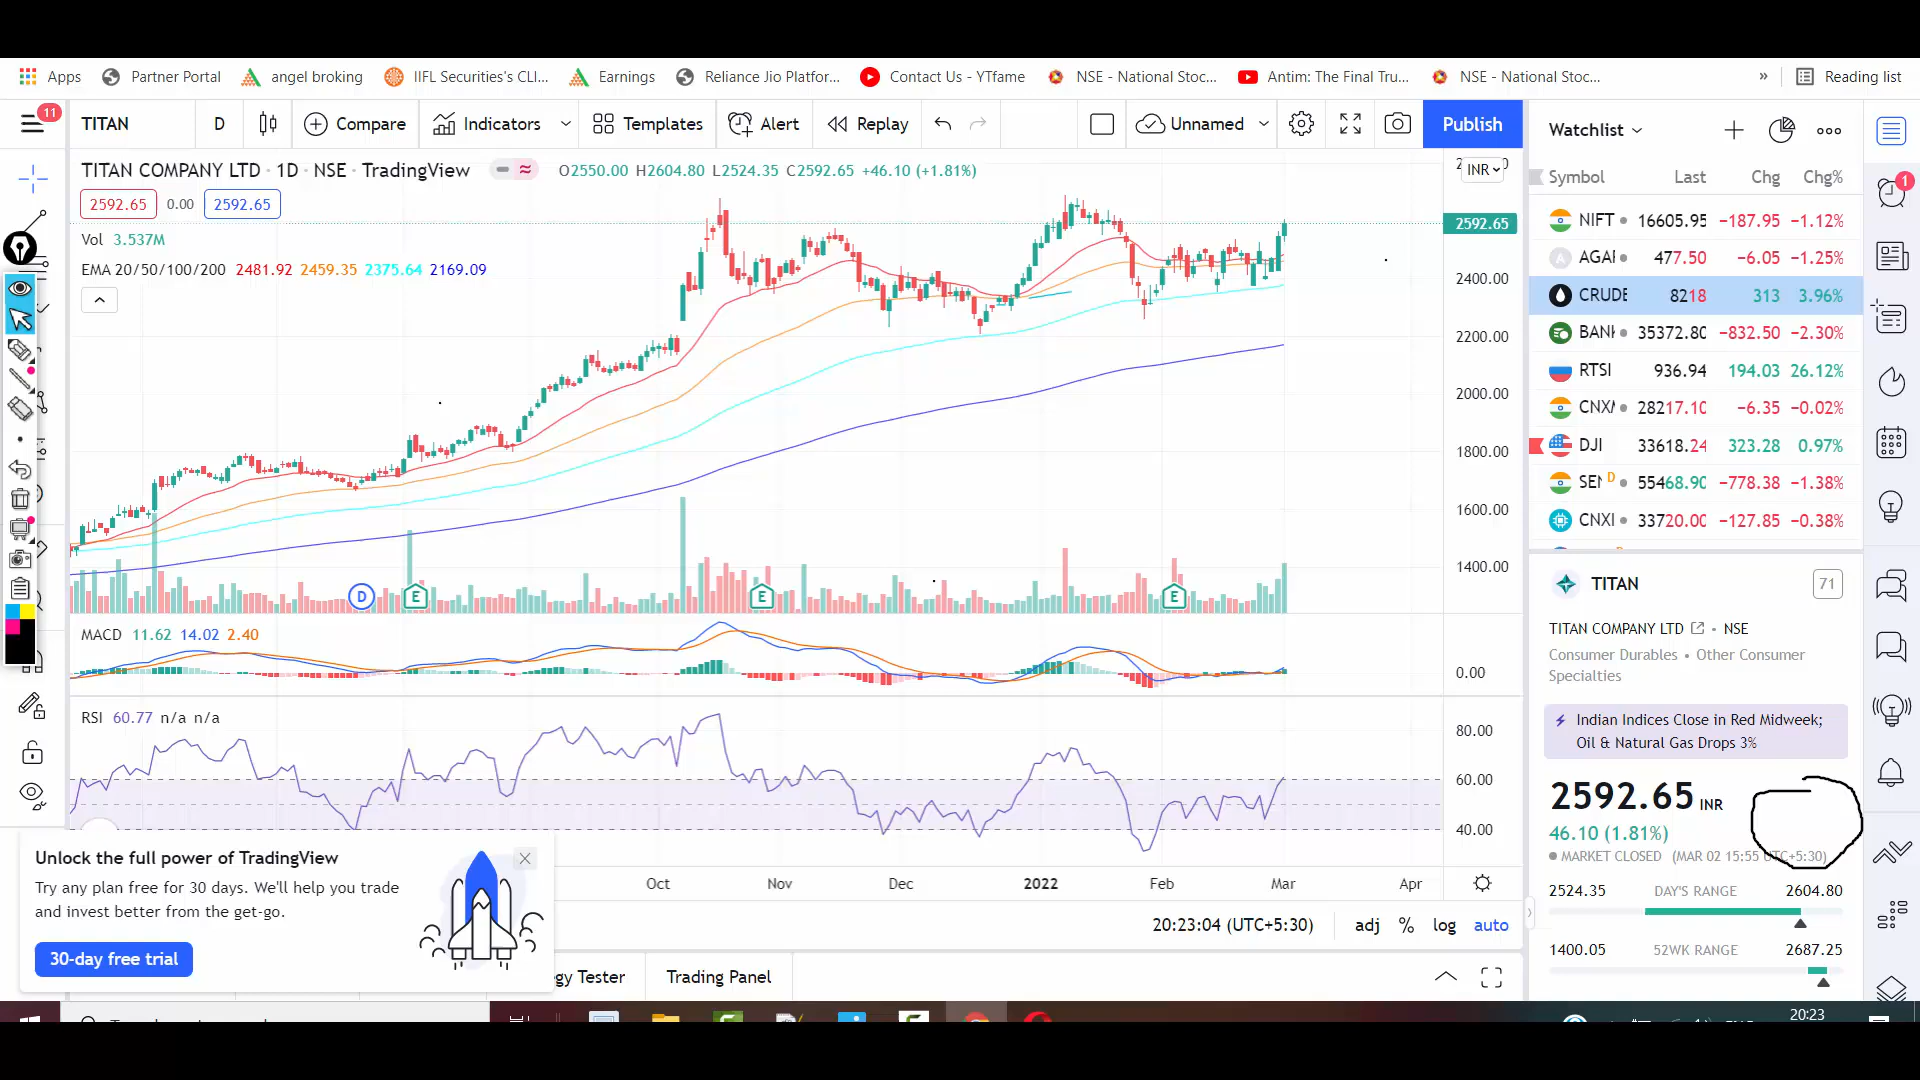 Apps Partner Portal angel broking IIFL Securities's CLI... Earnings Reliance Jio Platfor... Contact Us - YTfame NSE - National Stoc... Antim: The Final Tru... NSE - National Stoc... » Reading list
11
TITAN D Compare Indicators Templates Alert Replay Unnamed Publish
TITAN COMPANY LTD · 1D · NSE · TradingView O2550.00 H2604.80 L2524.35 C2592.65 +46.10 (+1.81%)
INR
2592.65 0.00 2592.65
Vol 3.537M
EMA 20/50/100/200 2481.92 2459.35 2375.64 2169.09
2592.65
2400.00
2200.00
2000.00
1800.00
1600.00
1400.00
D E E E
MACD 11.62 14.02 2.40
0.00
RSI 60.77 n/a n/a
80.00
60.00
40.00
Oct Nov Dec 2022 Feb Mar Apr
20:23:04 (UTC+5:30) adj % log auto
gy Tester Trading Panel
Unlock the full power of TradingView
Try any plan free for 30 days. We'll help you trade
and invest better from the get-go.
30-day free trial
Watchlist
1
Symbol Last Chg Chg%
NIFT 16605.95 −187.95 −1.12%
A AGAI 477.50 −6.05 −1.25%
CRUDE 8218 313 3.96%
BANK 35372.80 −832.50 −2.30%
RTSI 936.94 194.03 26.12%
CNXM 28217.10 −6.35 −0.02%
DJI 33618.24 323.28 0.97%
SEN D 55468.90 −778.38 −1.38%
CNXI 33720.00 −127.85 −0.38%
D
TITAN 71
TITAN COMPANY LTD • NSE
Consumer Durables • Other Consumer
Specialties
Indian Indices Close in Red Midweek;
Oil & Natural Gas Drops 3%
2592.65 INR
46.10 (1.81%)
MARKET CLOSED (MAR 02 15:55 UTC+5:30)
2524.35 DAY'S RANGE 2604.80
1400.05 52WK RANGE 2687.25
20:23